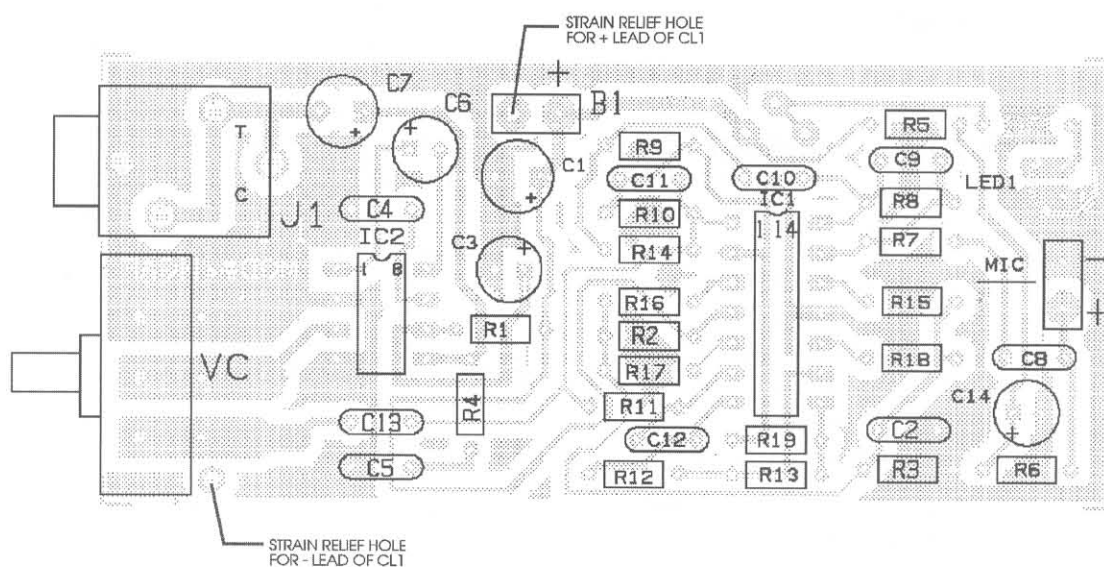 STRAIN RELIEF HOLE
FOR + LEAD OF CL1
+
C7
C6
B1
R5
T
+
+
R9
C1
C9
C11
C10
LED1
C
C4
+
IC1
R8
J1
IC2
C3
+
R10
1 14
R7
1 8
R14
MIC
R16
R15
+
R1
R2
VC
R17
R18
C8
R4
R11
C14
C13
C12
R19
C2
+
C5
R12
R13
R3
R6
STRAIN RELIEF HOLE
FOR - LEAD OF CL1